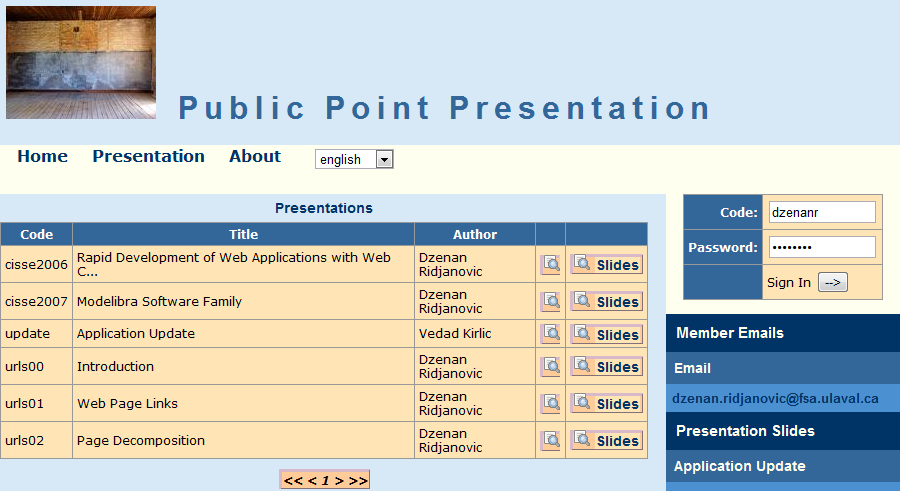 Public Point Presentation
Home Presentation About english
Presentations
Code Title Author
cisse2006 Rapid Development of Web Applications with Web C... Dzenan Ridjanovic Slides
cisse2007 Modelibra Software Family Dzenan Ridjanovic Slides
update Application Update Vedad Kirlic Slides
urls00 Introduction Dzenan Ridjanovic Slides
urls01 Web Page Links Dzenan Ridjanovic Slides
urls02 Page Decomposition Dzenan Ridjanovic Slides
<< < 1 > >>
Code: dzenanr
Password: ••••••••
Sign In -->
Member Emails
Email
dzenan.ridjanovic@fsa.ulaval.ca
Presentation Slides
Application Update